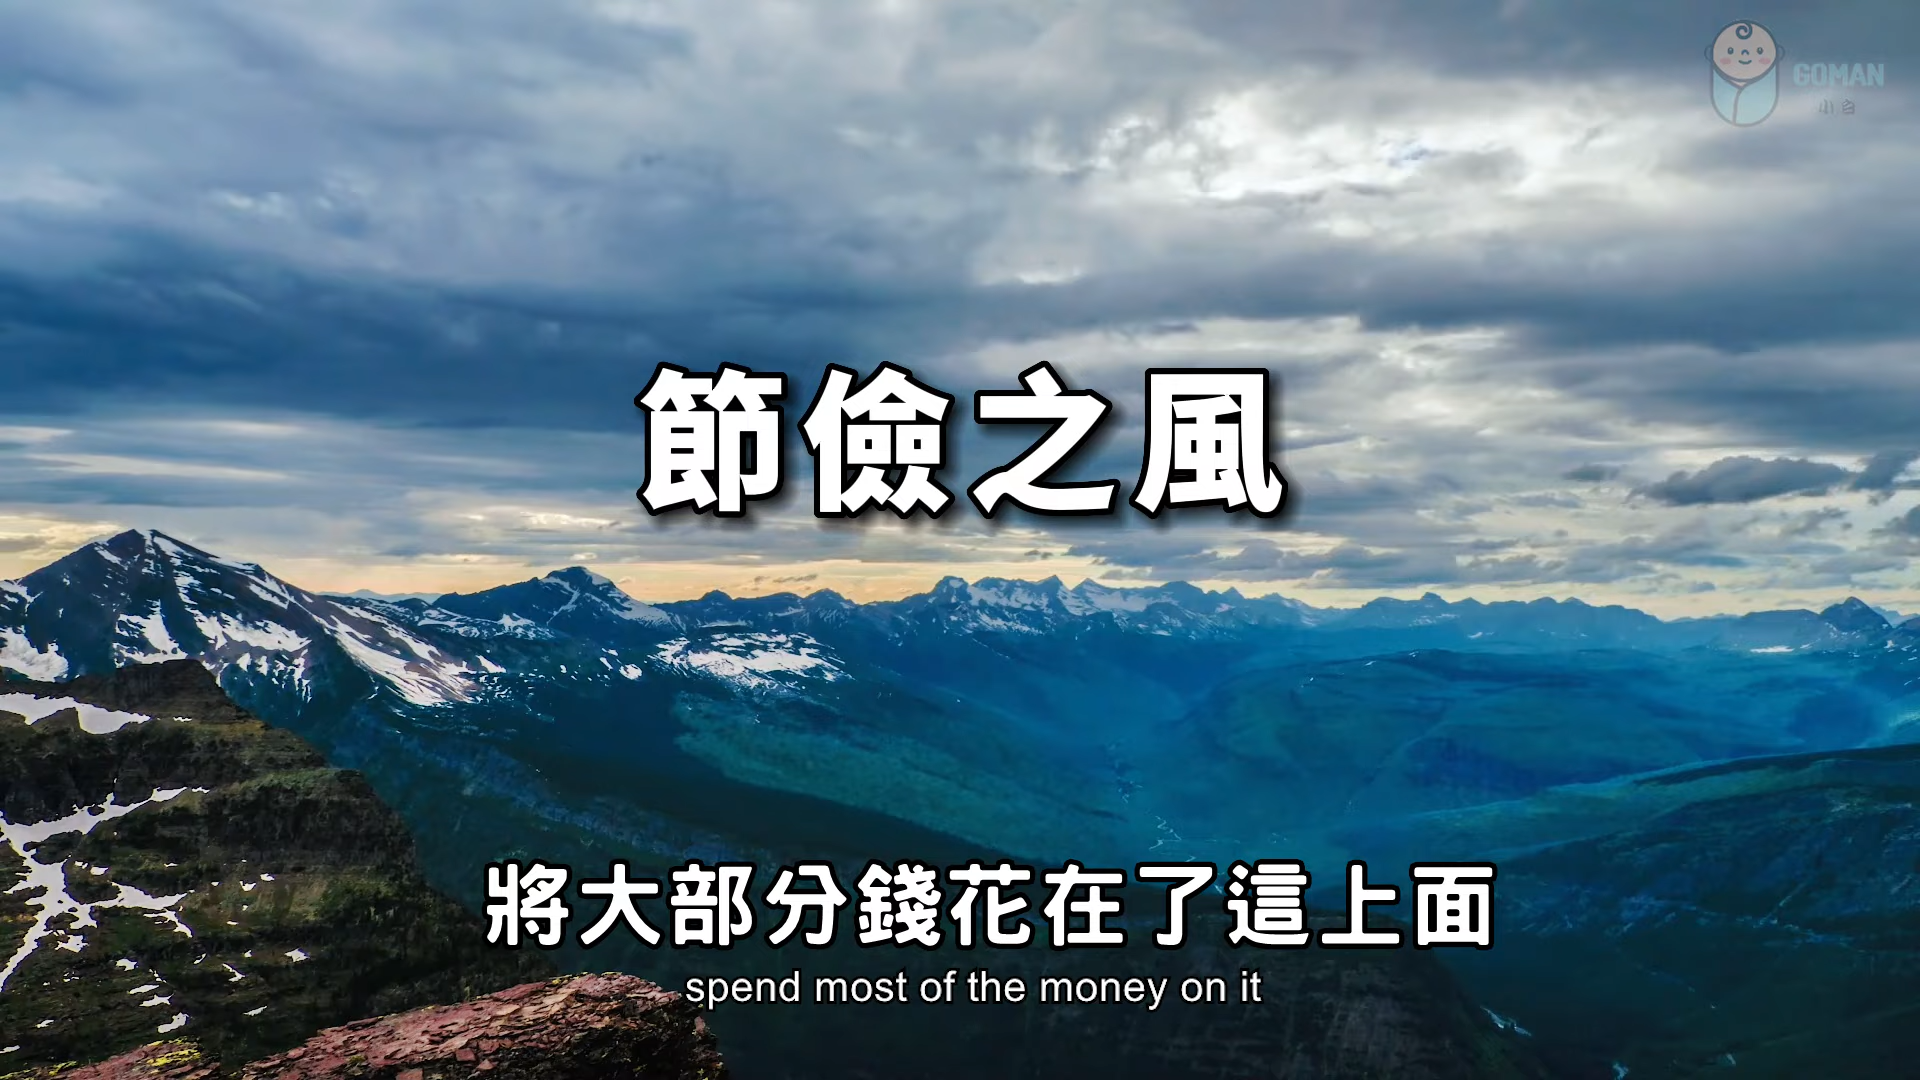 GOMAN
小白
節儉之風
將大部分錢花在了這上面
spend most of the money on it